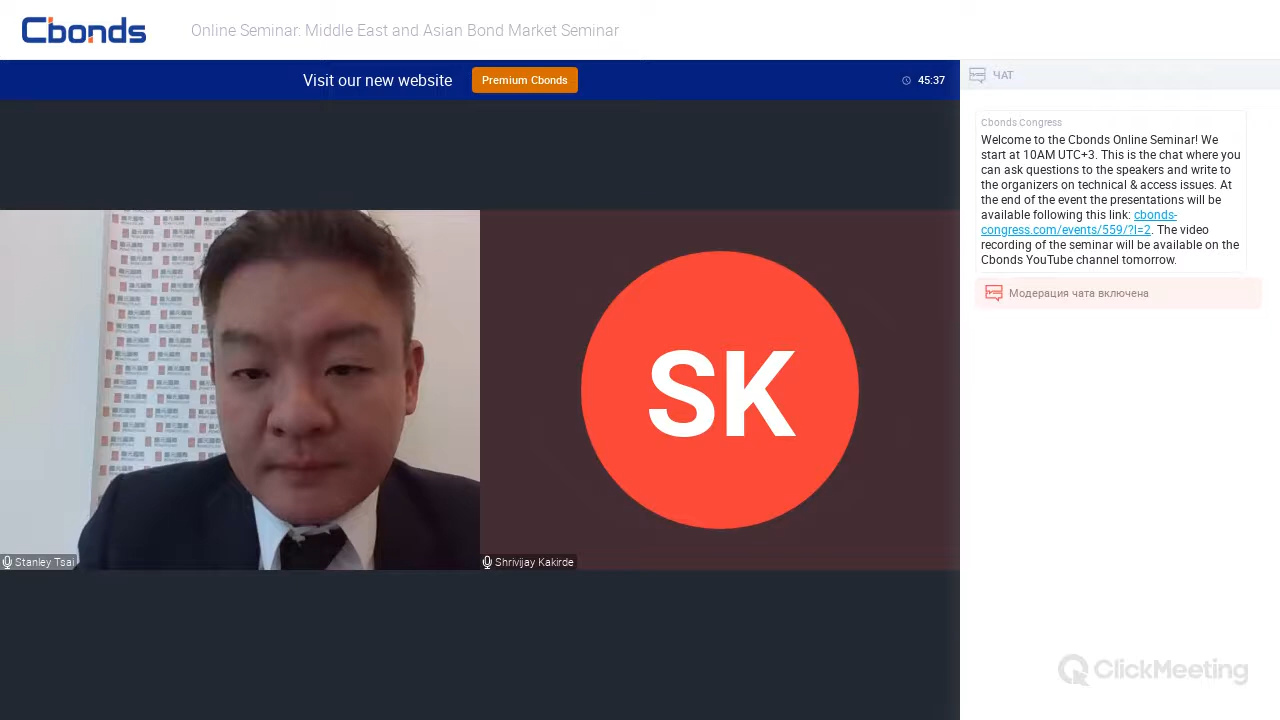 Cbonds
Online Seminar: Middle East and Asian Bond Market Seminar
Visit our new website
Premium Cbonds
45:37
ЧАТ
Cbonds Congress
Welcome to the Cbonds Online Seminar! We
start at 10AM UTC+3. This is the chat where you
can ask questions to the speakers and write to
the organizers on technical & access issues. At
the end of the event the presentations will be
available following this link: cbonds-
congress.com/events/559/?l=2. The video
recording of the seminar will be available on the
Cbonds YouTube channel tomorrow.
Модерация чата включена
SK
Stanley Tsai
Shrivijay Kakirde
ClickMeeting